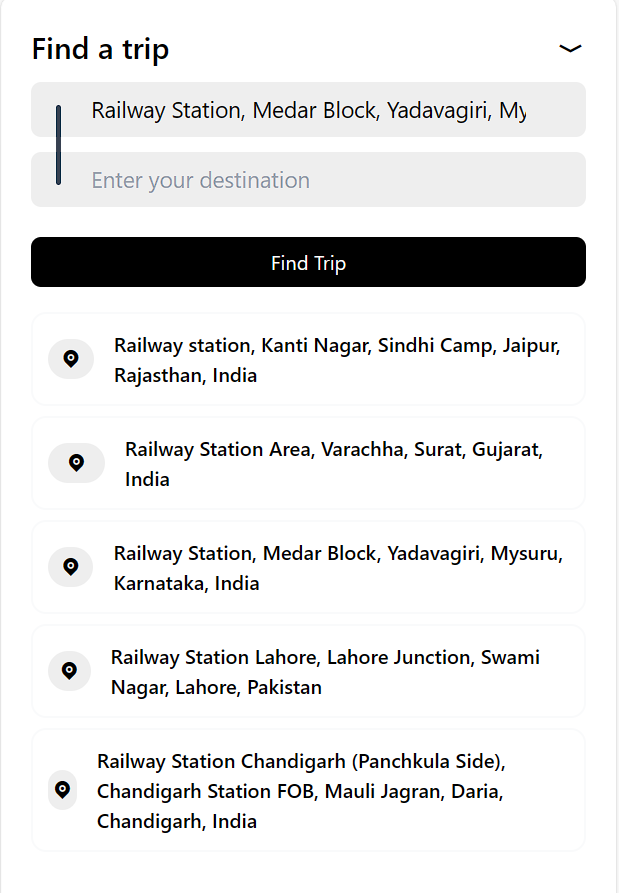 Find a trip
Railway Station, Medar Block, Yadavagiri, My
Enter your destination
Find Trip
Railway station, Kanti Nagar, Sindhi Camp, Jaipur,
Rajasthan, India
Railway Station Area, Varachha, Surat, Gujarat,
India
Railway Station, Medar Block, Yadavagiri, Mysuru,
Karnataka, India
Railway Station Lahore, Lahore Junction, Swami
Nagar, Lahore, Pakistan
Railway Station Chandigarh (Panchkula Side),
Chandigarh Station FOB, Mauli Jagran, Daria,
Chandigarh, India